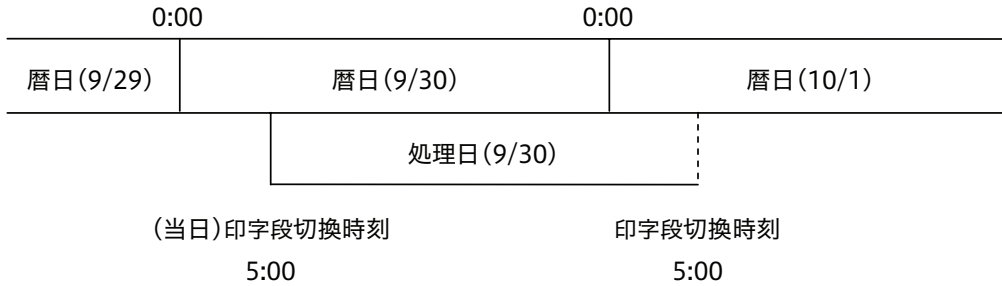 0:00 0:00
暦日(9/29) 暦日(9/30) 暦日(10/1)
処理日(9/30)
(当日)印字段切換時刻 印字段切換時刻
5:00 5:00